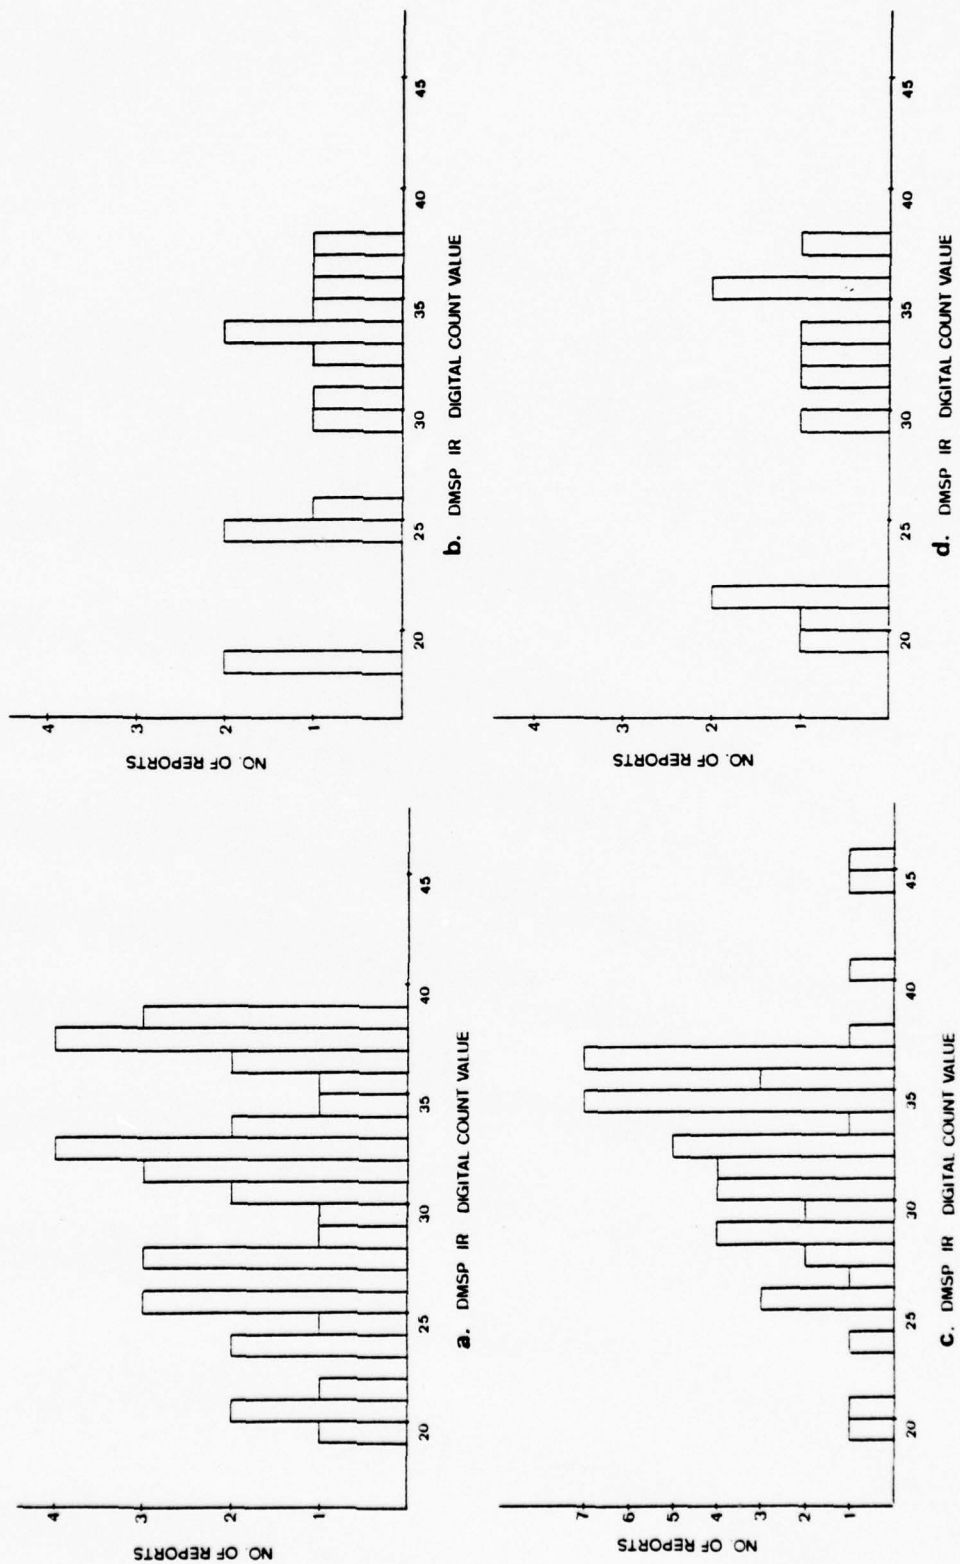 NO. OF REPORTS
4
3
2
1
20 25 30 35 40 45
a. DMSP IR DIGITAL COUNT VALUE
NO. OF REPORTS
4
3
2
1
20 25 30 35 40 45
b. DMSP IR DIGITAL COUNT VALUE
NO. OF REPORTS
7
6
5
4
3
2
1
20 25 30 35 40 45
c. DMSP IR DIGITAL COUNT VALUE
NO. OF REPORTS
4
3
2
1
20 25 30 35 40 45
d. DMSP IR DIGITAL COUNT VALUE